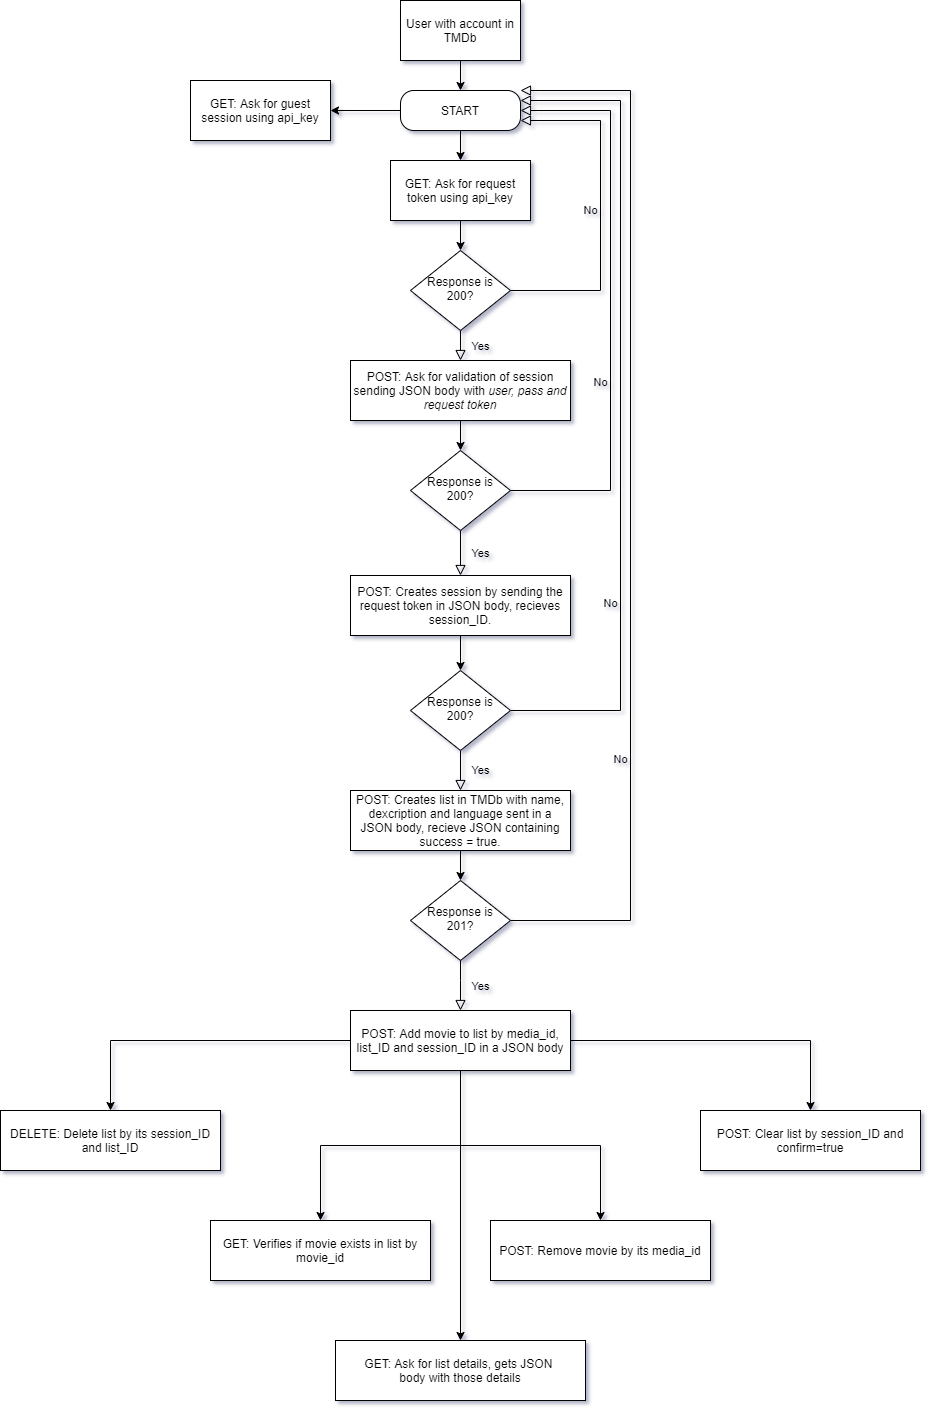 User with account in
TMDb
GET: Ask for guest
session using api_key
START
GET: Ask for request
token using api_key
No
Response is
200?
Yes
POST: Ask for validation of session
sending JSON body with user, pass and
request token
No
Response is
200?
Yes
POST: Creates session by sending the
request token in JSON body, recieves
session_ID.
No
Response is
200?
No
Yes
POST: Creates list in TMDb with name,
dexcription and language sent in a
JSON body, recieve JSON containing
success = true.
Response is
201?
Yes
POST: Add movie to list by media_id,
list_ID and session_ID in a JSON body
DELETE: Delete list by its session_ID
and list_ID
POST: Clear list by session_ID and
confirm=true
GET: Verifies if movie exists in list by
movie_id
POST: Remove movie by its media_id
GET: Ask for list details, gets JSON
body with those details